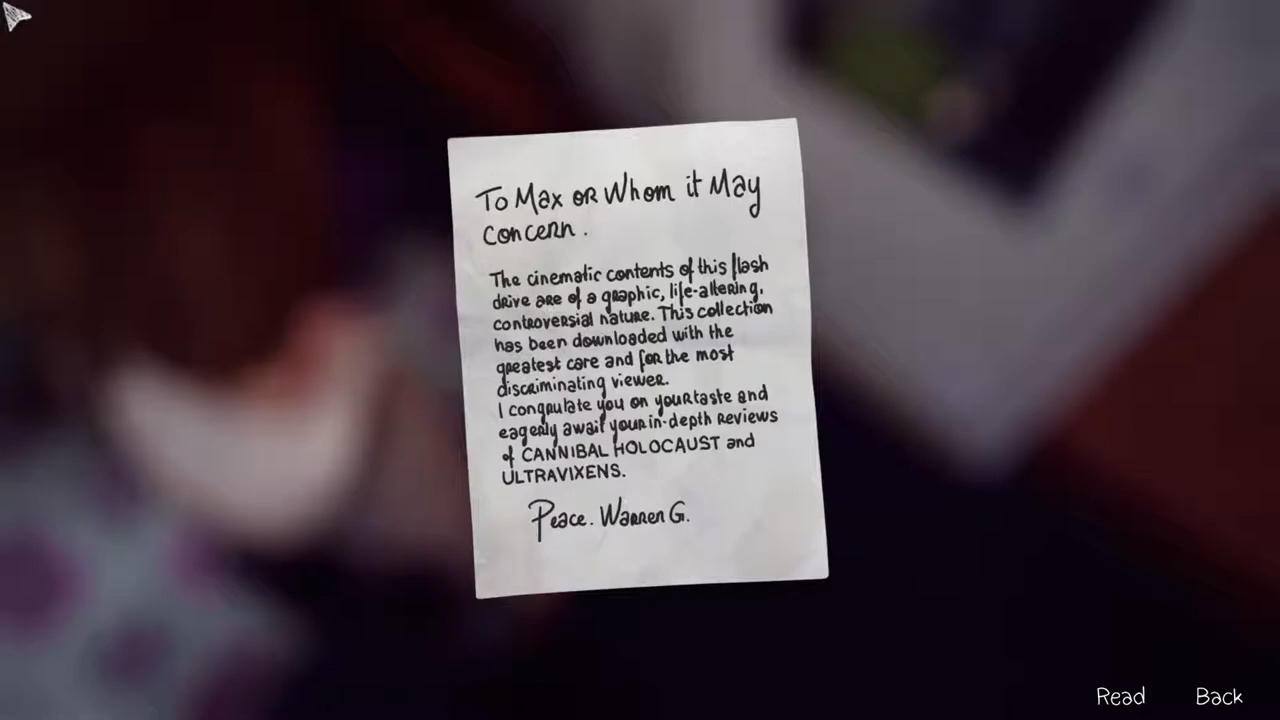 To Max or Whom it May
Concern.
The cinematic contents of this flash
drive are of a graphic, life-altering,
controversial nature. This collection
has been downloaded with the
greatest care and for the most
discriminating viewer.
I congrulate you on your taste and
eagerly await your in-depth reviews
of CANNIBAL HOLOCAUST and
ULTRAVIXENS.
Peace. Warren G.
Read Back